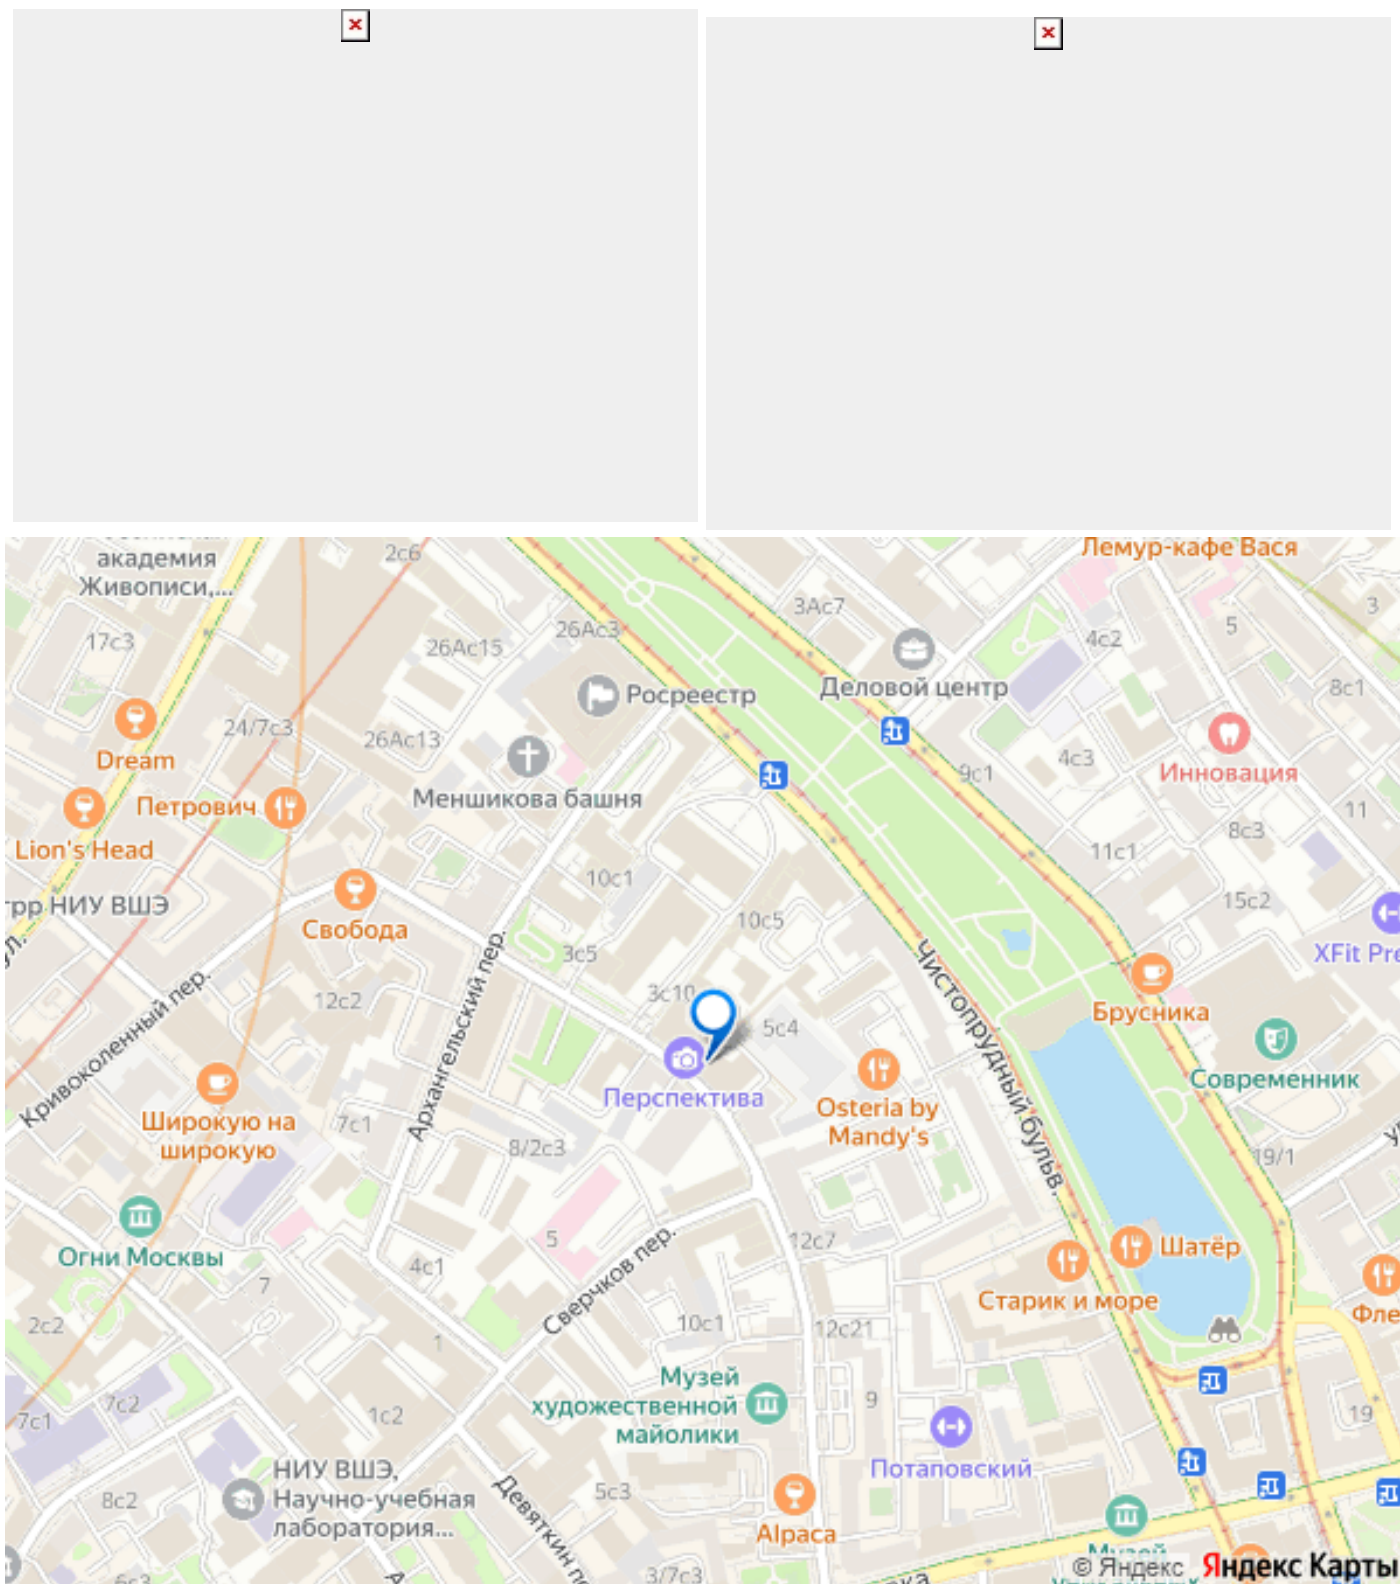 академия
Живописи,...
2с6
Лемур-кафе Вася
17с3
26Ас15
26Ас3
3Ас7
4с2
5
3
Росреестр
Деловой центр
8с1
Dream
24/7с3
26Ас13
Меншикова башня
9с1
4с3
Инновация
Петрович
Lion's Head
11
8с3
10с1
11с1
НИУ ВШЭ
Свобода
10с5
15с2
3с5
XFit Pre
Кривоколенный пер.
12с2
Архангельский пер.
3с10
5с4
Чистопрудный бульв.
Брусника
Перспектива
Современник
Широкую на
широкую
7с1
Osteria by
Mandy's
8/2с3
19/1
Огни Москвы
5
12с7
Шатёр
7
4с1
Сверчков пер.
Старик и море
Фле
2с2
1
10с1
12с21
Музей
художественной
майолики
7с1
7с2
1с2
9
19
Потаповский
НИУ ВШЭ,
Научно-учебная
лаборатория...
8с2
Девяткин п
5с3
Alpaca
6с3
3/7с3
Музей
© Яндекс Яндекс Карты